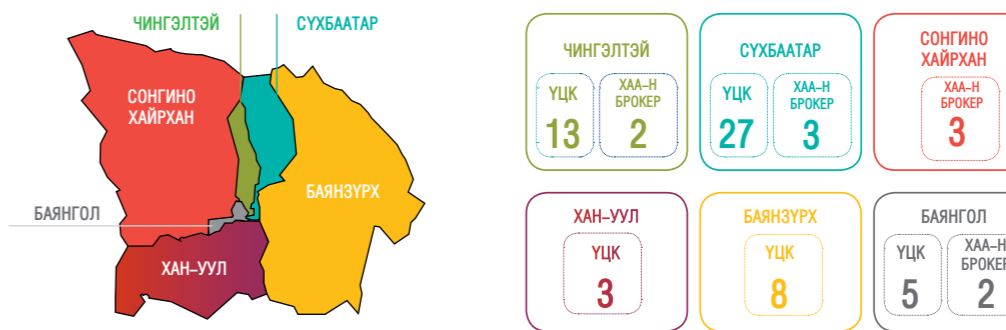 ЧИНГЭЛТЭЙ
СҮХБААТАР
СОНГИНО
ХАЙРХАН
БАЯНЗҮРХ
БАЯНГОЛ
ХАН-УУЛ
ЧИНГЭЛТЭЙ
ҮЦК
13
ХАА-Н
БРОКЕР
2
СҮХБААТАР
ҮЦК
27
ХАА-Н
БРОКЕР
3
СОНГИНО
ХАЙРХАН
ХАА-Н
БРОКЕР
3
ХАН-УУЛ
ҮЦК
3
БАЯНЗҮРХ
ҮЦК
8
БАЯНГОЛ
ҮЦК
5
ХАА-Н
БРОКЕР
2